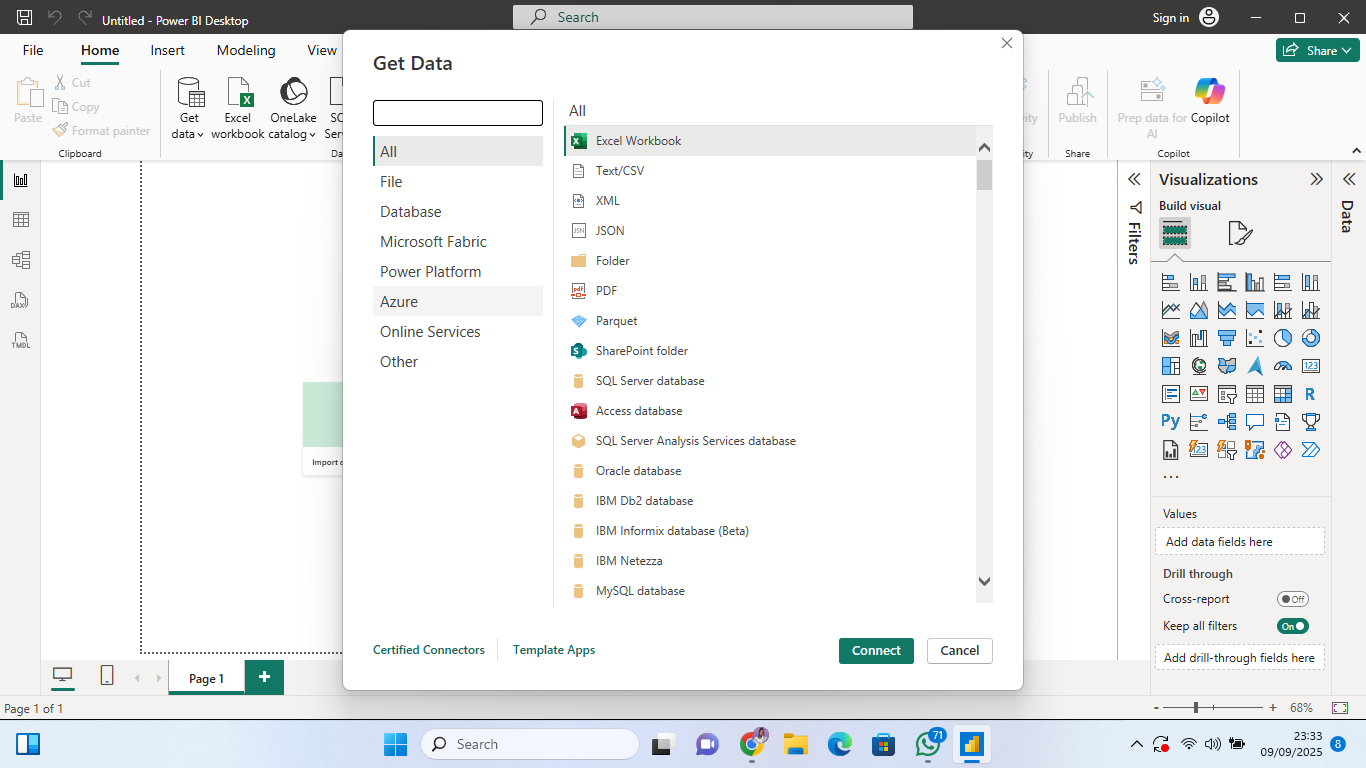 Untitled - Power BI Desktop
Search
Sign in
File
Home
Insert
Modeling
View
Share
Paste
Cut
Copy
Format painter
Clipboard
Get data
Excel workbook
OneLake catalog
Publish
Share
Prep data for AI
Copilot
Copilot
Get Data
All
File
Database
Microsoft Fabric
Power Platform
Azure
Online Services
Other
All
Excel Workbook
Text/CSV
XML
JSON
Folder
PDF
Parquet
SharePoint folder
SQL Server database
Access database
SQL Server Analysis Services database
Oracle database
IBM Db2 database
IBM Informix database (Beta)
IBM Netezza
MySQL database
Certified Connectors
Template Apps
Connect
Cancel
Import
Filters
Visualizations
Build visual
123
R
Py
123
Values
Add data fields here
Drill through
Cross-report
Off
Keep all filters
On
Add drill-through fields here
Data
DAX
TMDL
Page 1
Page 1 of 1
68%
Search
71
23:33
09/09/2025
8